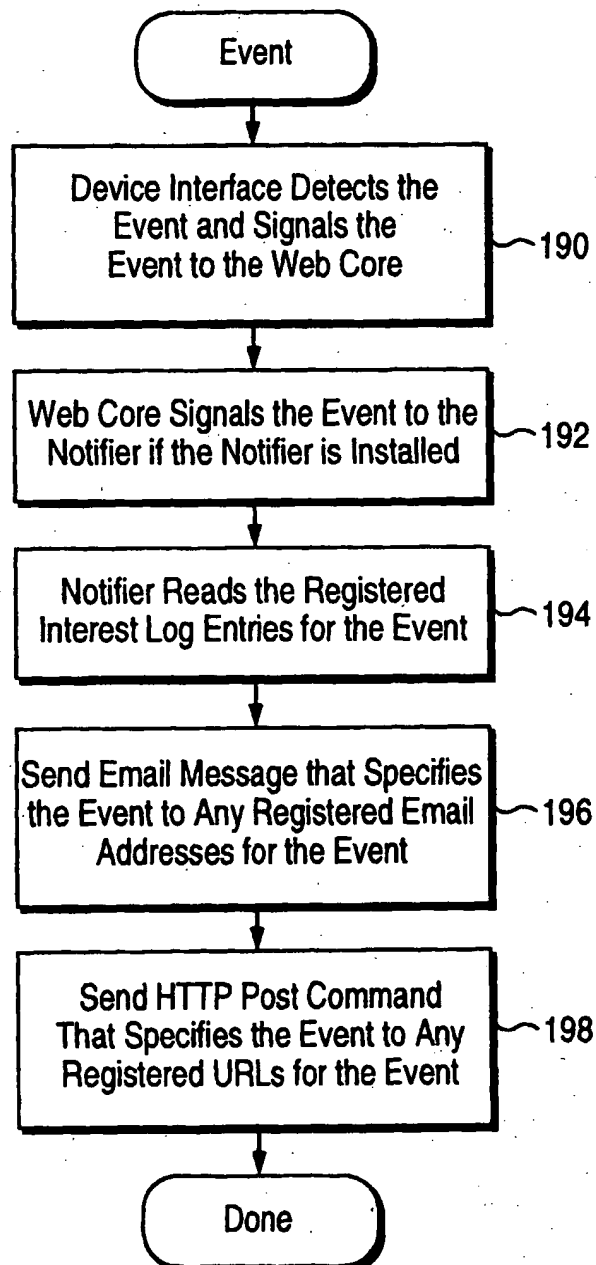 Event
Device Interface Detects the
Event and Signals the
Event to the Web Core
190
Web Core Signals the Event to the
Notifier if the Notifier is Installed
192
Notifier Reads the Registered
Interest Log Entries for the Event
194
Send Email Message that Specifies
the Event to Any Registered Email
Addresses for the Event
196
Send HTTP Post Command
That Specifies the Event to Any
Registered URLs for the Event
198
Done